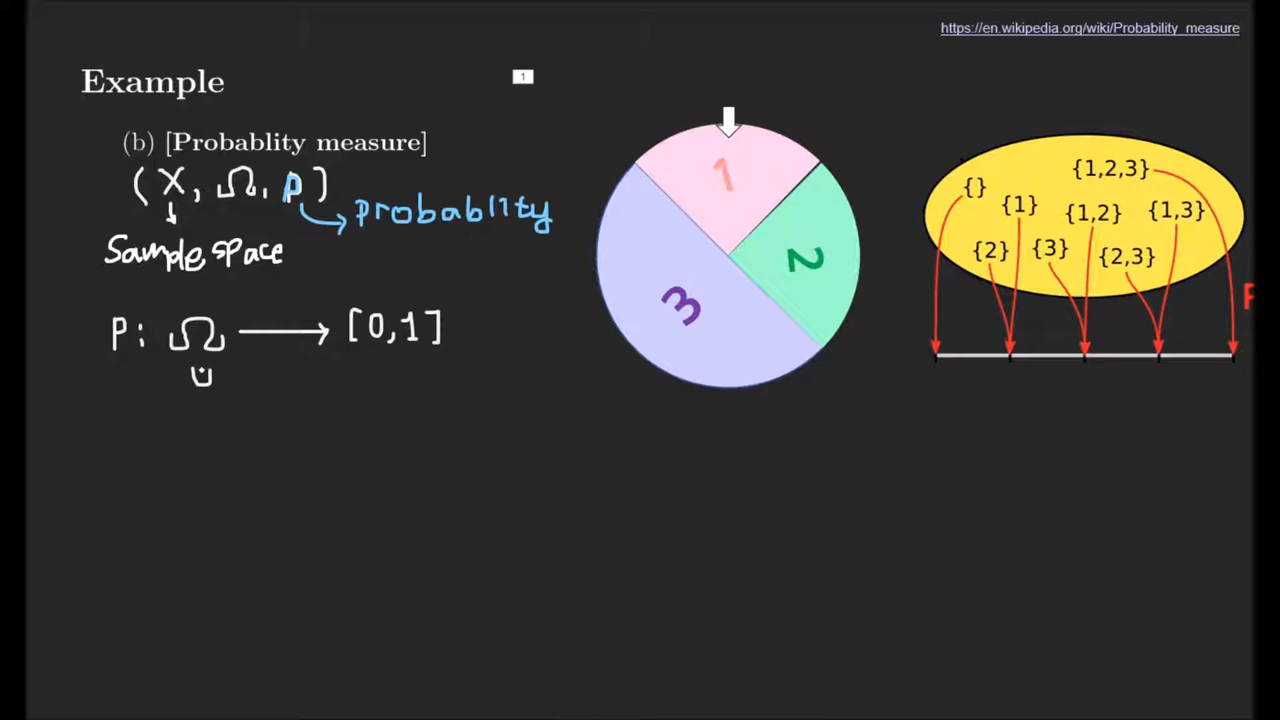 https://en.wikipedia.org/wiki/Probability_measure
Example
1
(b) [Probablity measure]
(X, Ω, p)
probablity
Sample space
P: Ω → [0,1]
1
2
3
{}
{1}
{1,2,3}
{1,2}
{1,3}
{2}
{3}
{2,3}